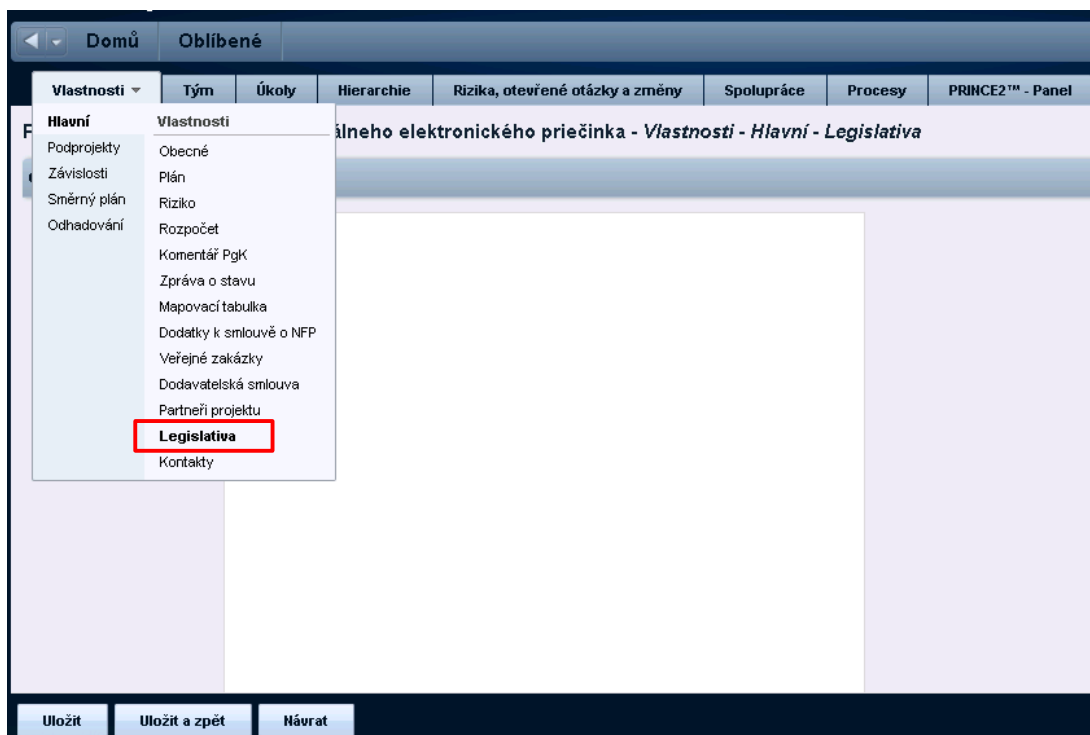 Domů Oblíbené
Vlastnosti Tým Úkoly Hierarchie Rizika, otevřené otázky a změny Spolupráce Procesy PRINCE2™ - Panel
álneho elektronického priečinka - Vlastnosti - Hlavní - Legislativa
Hlavní
Podprojekty
Závislosti
Směrný plán
Odhadování
Vlastnosti
Obecné
Plán
Riziko
Rozpočet
Komentář PgK
Zpráva o stavu
Mapovací tabulka
Dodatky k smlouvě o NFP
Veřejné zakázky
Dodavatelská smlouva
Partneři projektu
Legislativa
Kontakty
Uložit Uložit a zpět Návrat